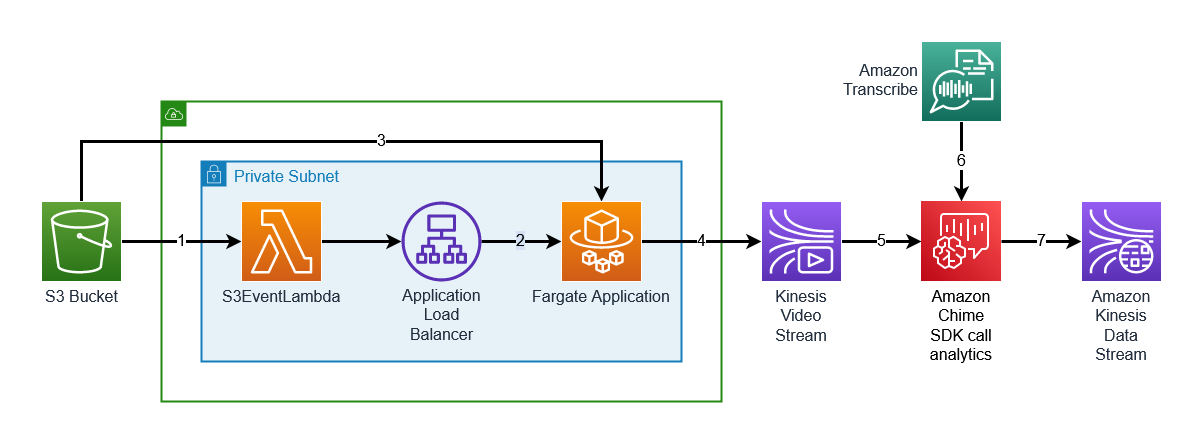 Amazon
Transcribe
3
6
Private Subnet
1
2
4
5
7
S3 Bucket
S3EventLambda
Application
Load
Balancer
Fargate Application
Kinesis
Video
Stream
Amazon
Chime
SDK call
analytics
Amazon
Kinesis
Data
Stream